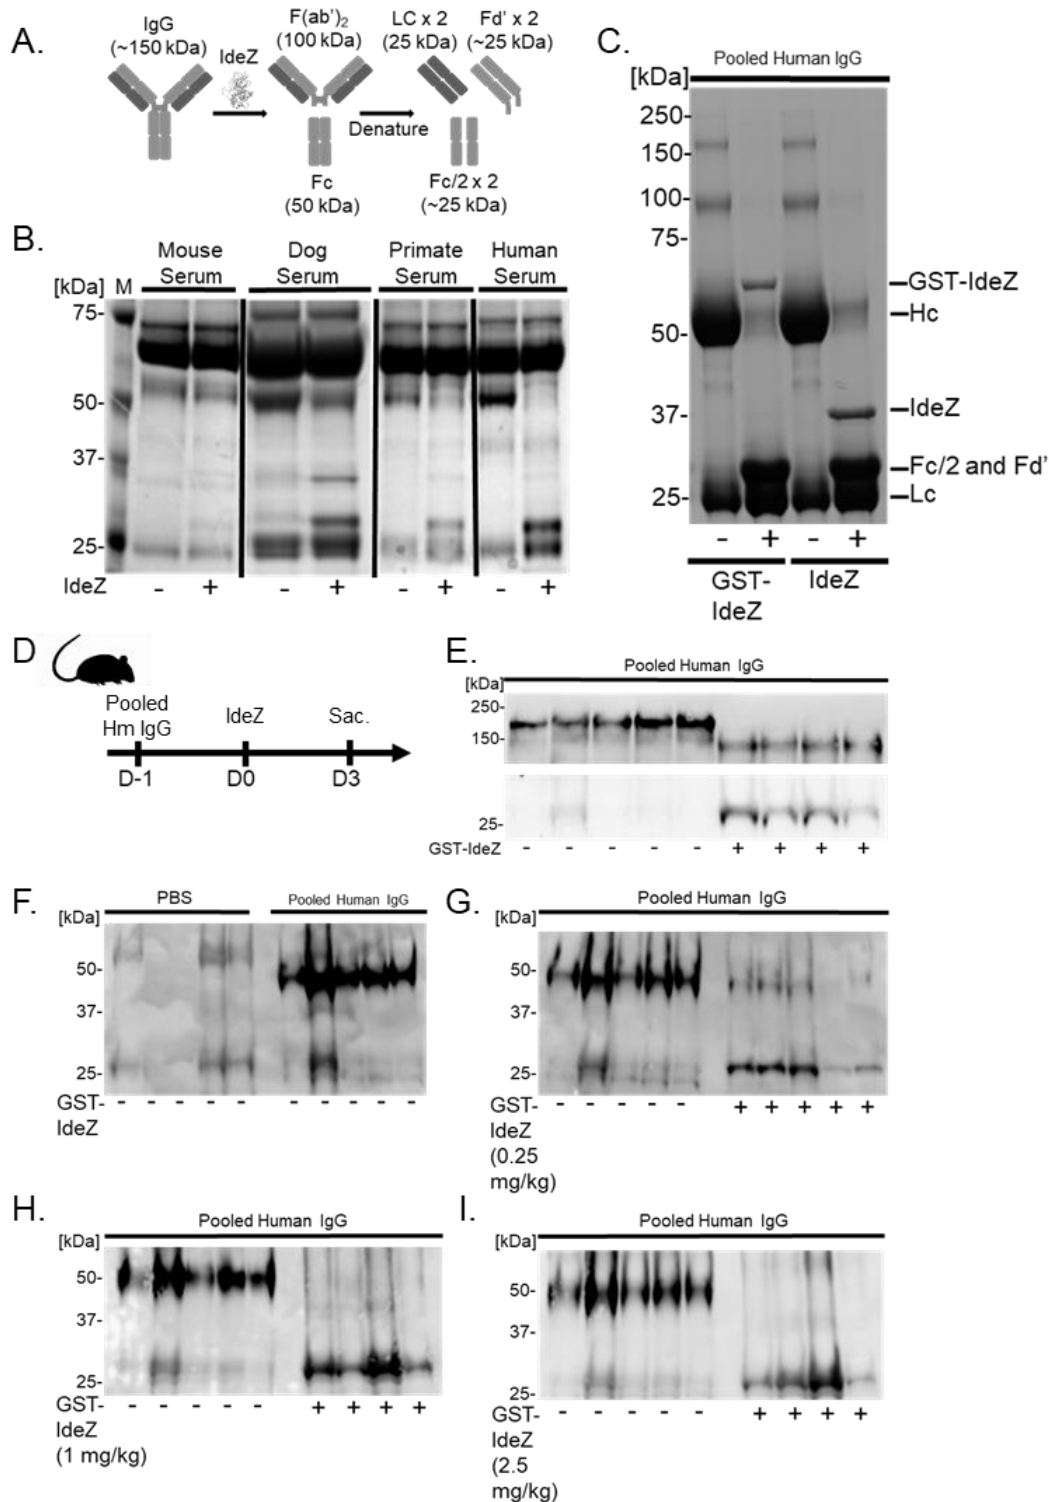 A.
IgG
(~150 kDa)
IdeZ
F(ab')₂
(100 kDa)
LC x 2
(25 kDa)
Fd' x 2
(~25 kDa)
Denature
Fc
(50 kDa)
Fc/2 x 2
(~25 kDa)
B.
Mouse
Serum
Dog
Serum
Primate
Serum
Human
Serum
[kDa] M
75-
50-
37-
25-
IdeZ - + - + - + - +
C.
Pooled Human IgG
[kDa]
250-
150-
100-
75-
50-
37-
25-
GST-IdeZ
Hc
IdeZ
Fc/2 and Fd'
Lc
- + - +
GST-
IdeZ
IdeZ
D
Pooled
Hm IgG
IdeZ
Sac.
D-1 D0 D3
E.
Pooled Human IgG
[kDa]
250-
150-
25-
GST-IdeZ - - - - - + + + +
F.
PBS
Pooled Human IgG
[kDa]
50-
37-
25-
GST- - - - - - - - - - -
IdeZ
G.
Pooled Human IgG
[kDa]
50-
37-
25-
GST- - - - - - + + + + +
IdeZ
(0.25
mg/kg)
H.
Pooled Human IgG
[kDa]
50-
37-
25-
GST- - - - - - + + + +
IdeZ
(1 mg/kg)
I.
Pooled Human IgG
[kDa]
50-
37-
25-
GST- - - - - - + + + +
IdeZ
(2.5
mg/kg)